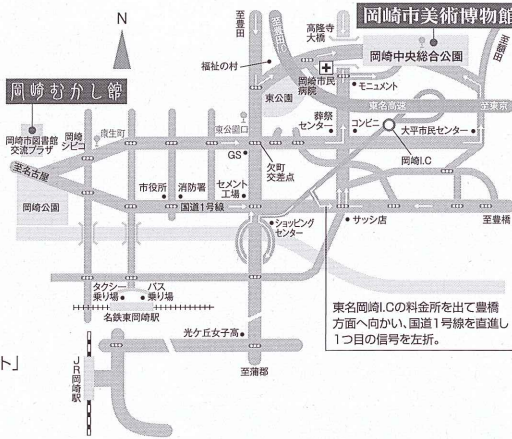 N
至豊田
至豊田
高隆寺
大橋
岡崎市美術博物館
岡崎中央総合公園
至額田
福祉の村
岡崎市民
病院
モニュメント
東公園
東名高速
至東京
岡崎むかし館
岡崎市図書館
交流プラザ
岡崎
シビコ
康生町
東公園口
葬祭
センター
コンビニ
大平市民センター
GS
欠町
交差点
岡崎I.C
至名古屋
岡崎公園
市役所
消防署
セメント
工場
国道1号線
ショッピング
センター
サッシ店
至豊橋
タクシー
乗り場
バス
乗り場
名鉄東岡崎駅
東名岡崎I.Cの料金所を出て豊橋
方面へ向かい、国道1号線を直進し
1つ目の信号を左折。
光ケ丘女子高
至蒲郡
ト」
JR岡崎駅